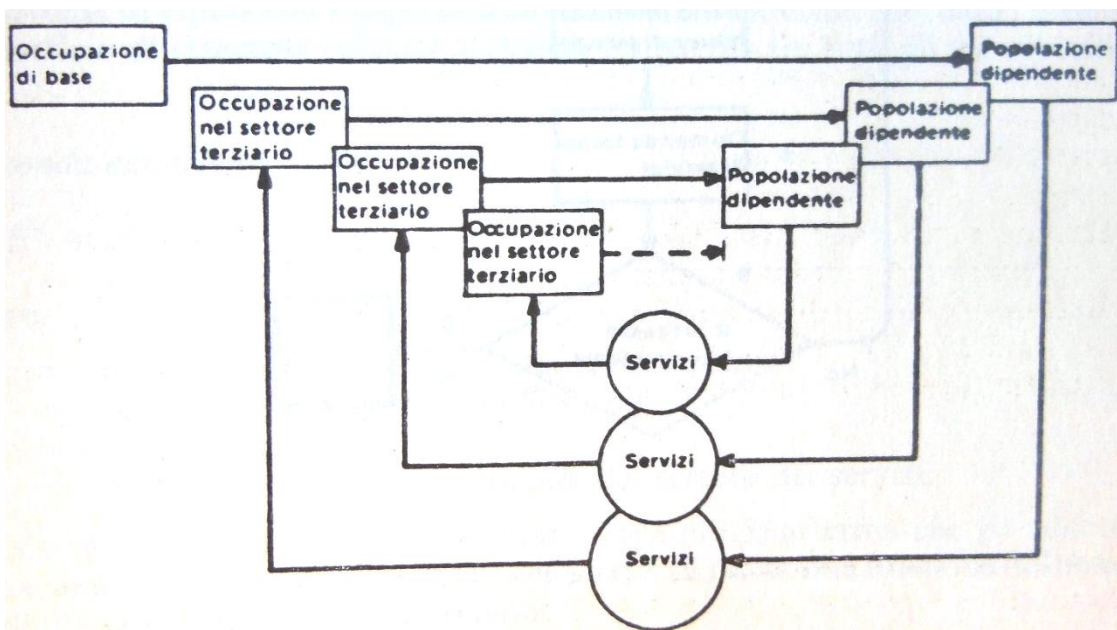 Occupazione
di base
Popolazione
dipendente
Occupazione
nel settore
terziario
Popolazione
dipendente
Occupazione
nel settore
terziario
Popolazione
dipendente
Occupazione
nel settore
terziario
Servizi
Servizi
Servizi